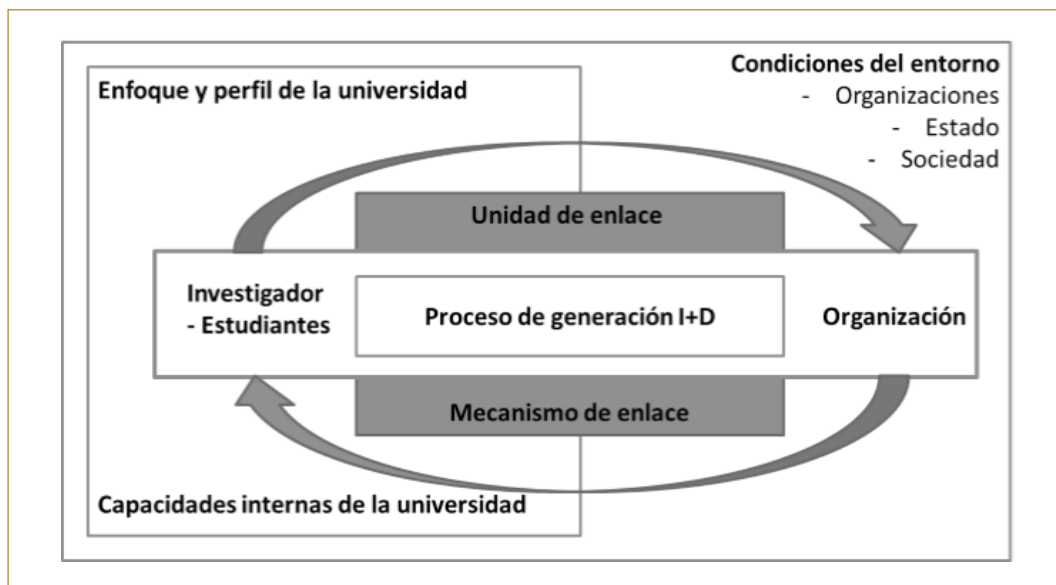 Condiciones del entorno
- Organizaciones
- Estado
- Sociedad
Enfoque y perfil de la universidad
Unidad de enlace
Investigador
- Estudiantes
Proceso de generación I+D
Organización
Mecanismo de enlace
Capacidades internas de la universidad